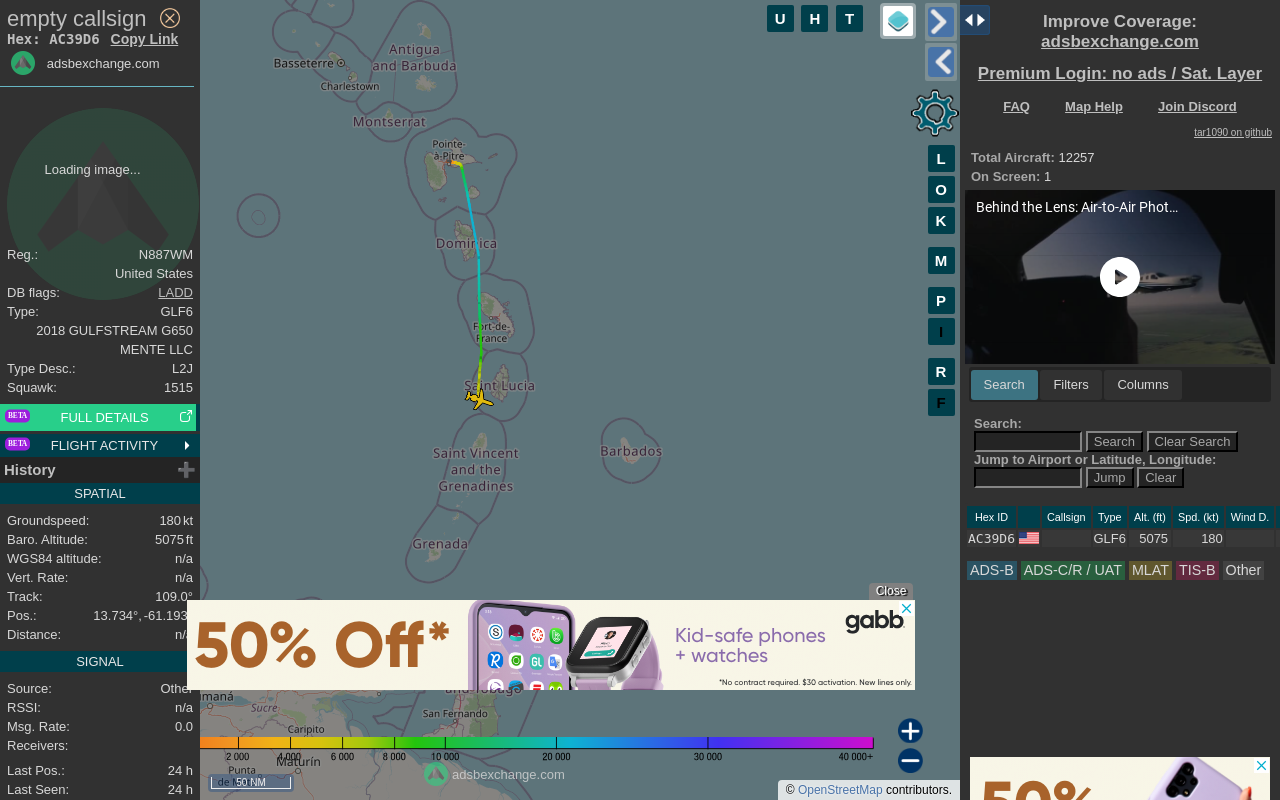 empty callsign
Hex: AC39D6 Copy Link
adsbexchange.com
Loading image...
Reg.: N887WM
United States
DB flags: LADD
Type: GLF6
2018 GULFSTREAM G650
MENTE LLC
Type Desc.: L2J
Squawk: 1515
BETA FULL DETAILS
BETA FLIGHT ACTIVITY
History
SPATIAL
Groundspeed: 180 kt
Baro. Altitude: 5075 ft
WGS84 altitude: n/a
Vert. Rate: n/a
Track: 109.0°
Pos.: 13.734°, -61.193
Distance: n/a
SIGNAL
Source: Other
RSSI: n/a
Msg. Rate: 0.0
Receivers:
Last Pos.: 24 h
Last Seen: 24 h
Antigua
and Barbuda
Basseterre
Charlestown
Montserrat
Pointe-
à-Pitre
Dominica
Fort-de-
France
Saint Lucia
Saint Vincent
and the
Grenadines
Barbados
Grenada
U H T
L
O
K
M
P
I
R
F
Close
50% Off*
Kid-safe phones
+ watches
gabb
*No contract required. $30 activation. New lines only.
and Tobago
umaná
Sucre
San Fernando
Caripito
2 000 4 000 6 000 8 000 10 000 20 000 30 000 40 000+
Maturín
Punta
de M
50 NM
adsbexchange.com
© OpenStreetMap contributors.
Improve Coverage:
adsbexchange.com
Premium Login: no ads / Sat. Layer
FAQ Map Help Join Discord
tar1090 on github
Total Aircraft: 12257
On Screen: 1
Behind the Lens: Air-to-Air Phot...
Search Filters Columns
Search:
Search Clear Search
Jump to Airport or Latitude, Longitude:
Jump Clear
Hex ID Callsign Type Alt. (ft) Spd. (kt) Wind D.
AC39D6 GLF6 5075 180
ADS-B ADS-C/R / UAT MLAT TIS-B Other
50%